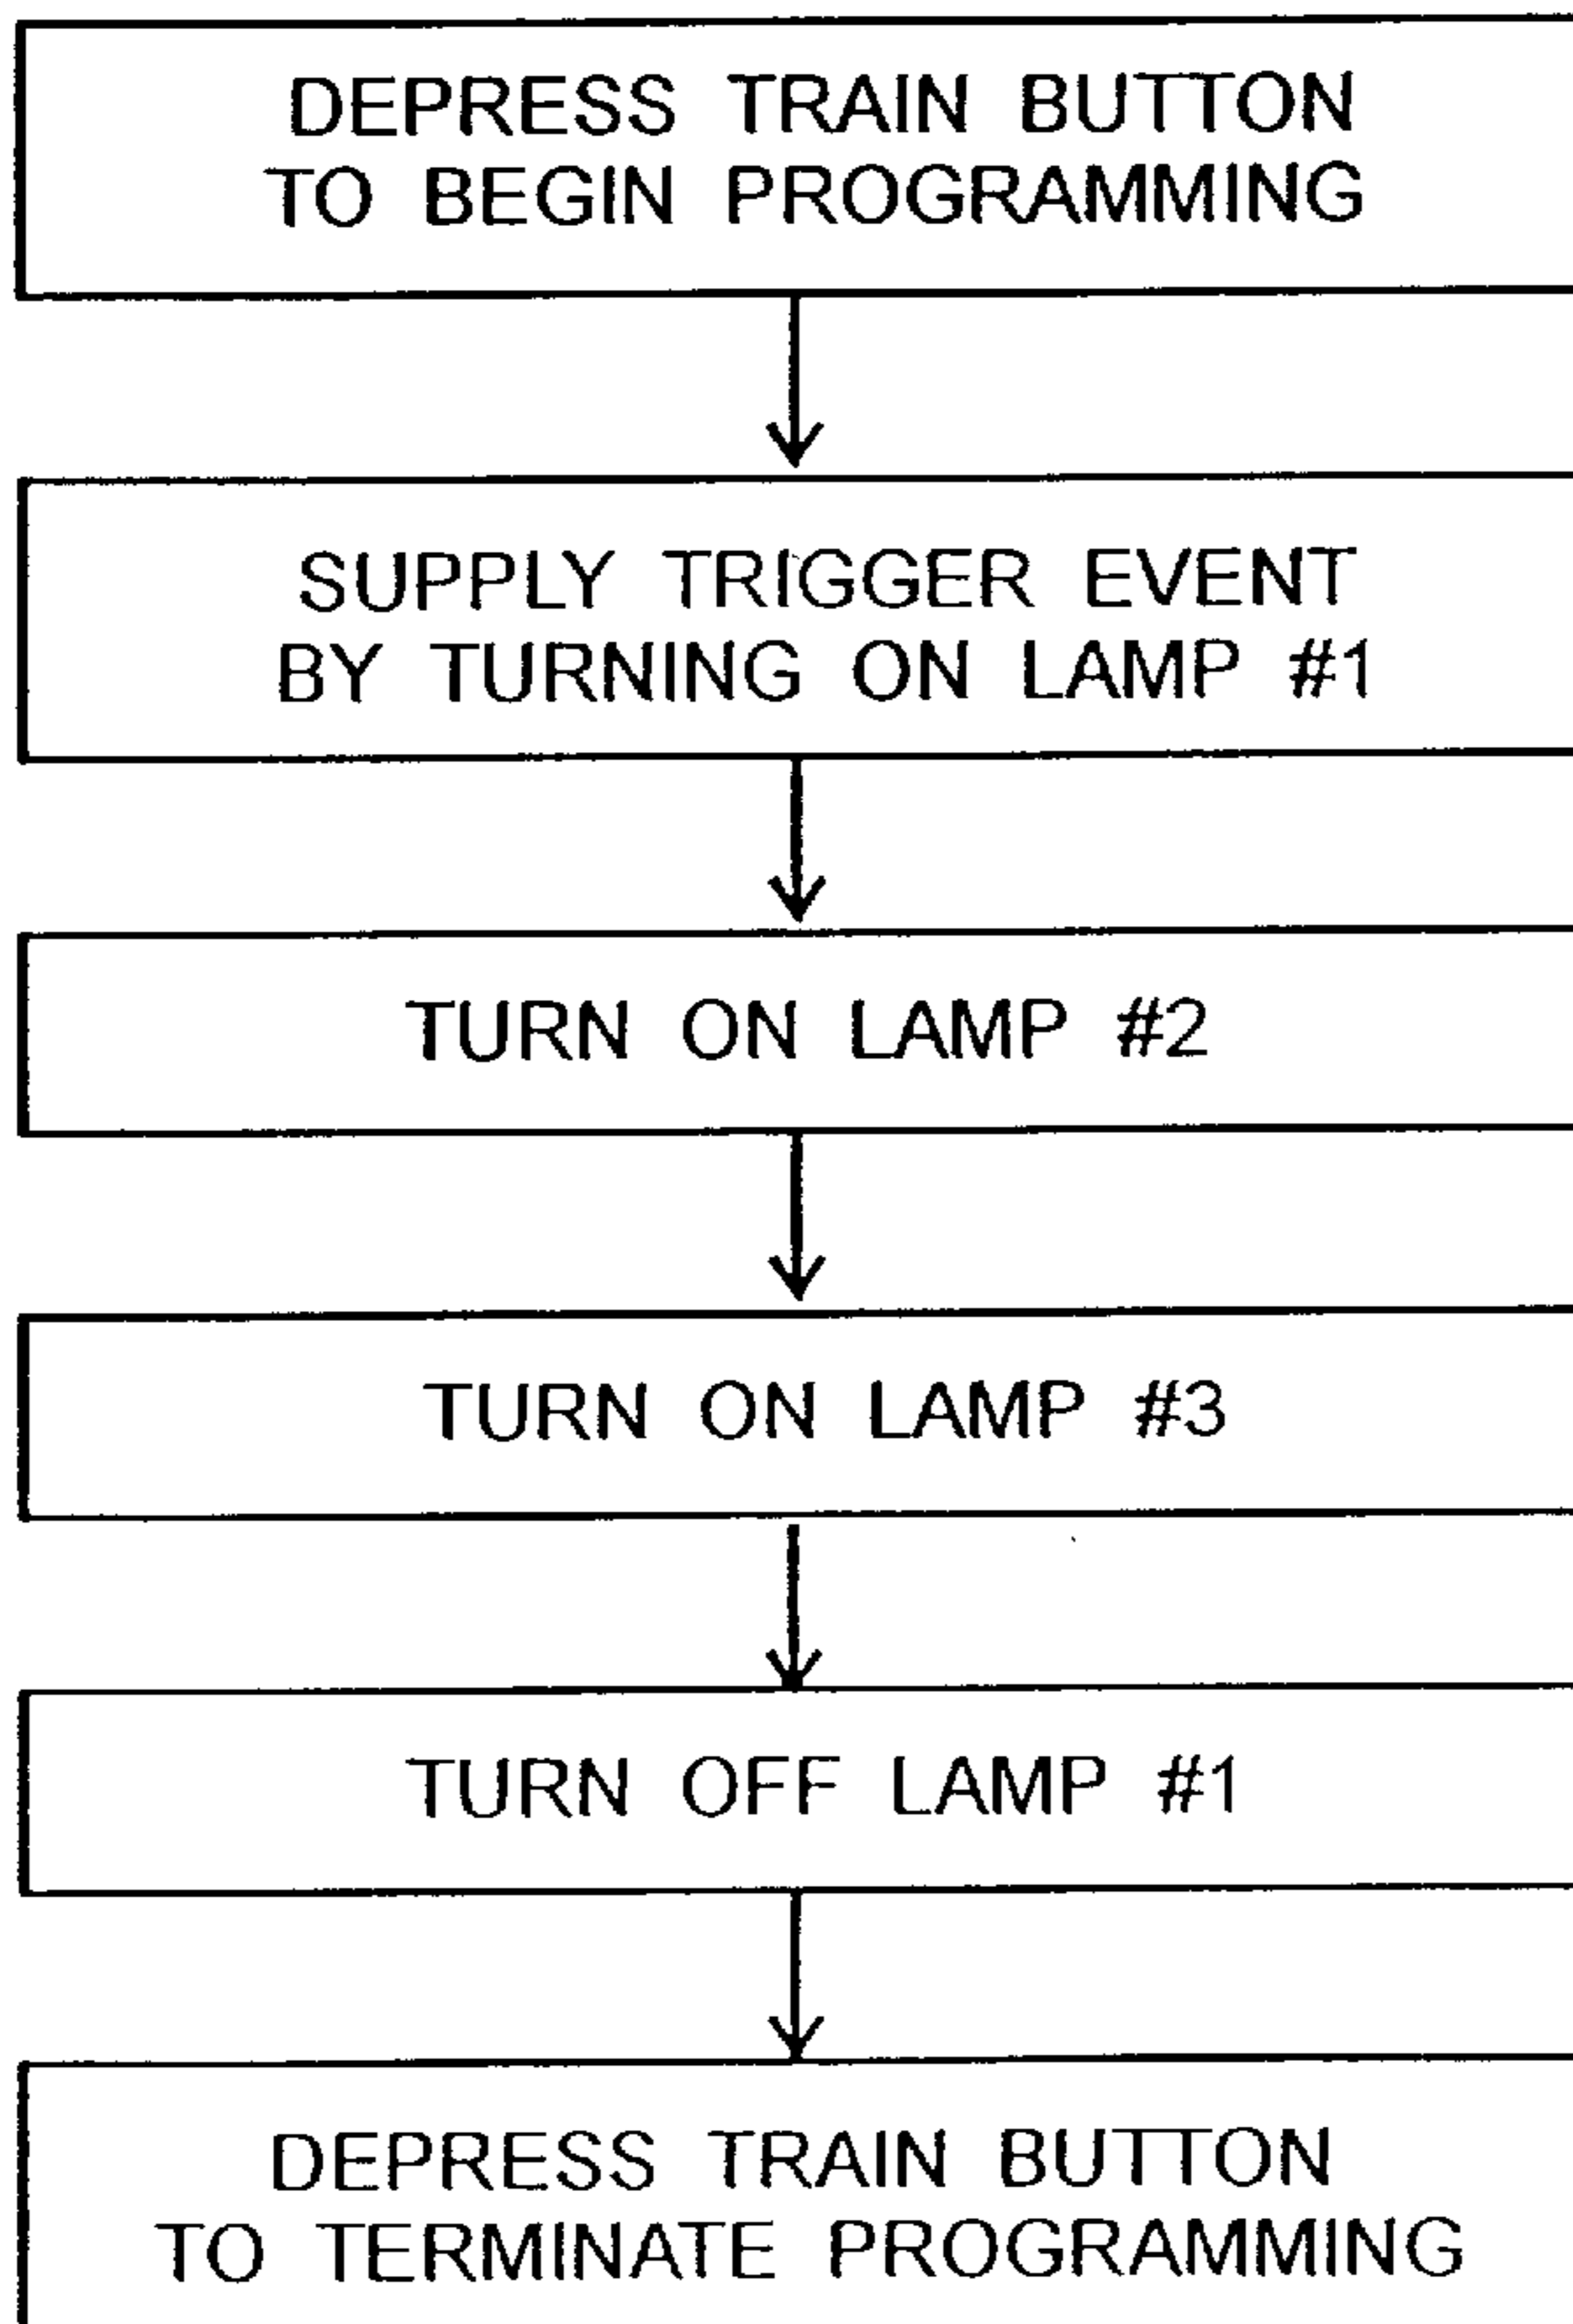 DEPRESS TRAIN BUTTON
TO BEGIN PROGRAMMING
SUPPLY TRIGGER EVENT
BY TURNING ON LAMP #1
TURN ON LAMP #2
TURN ON LAMP #3
TURN OFF LAMP #1
DEPRESS TRAIN BUTTON
TO TERMINATE PROGRAMMING